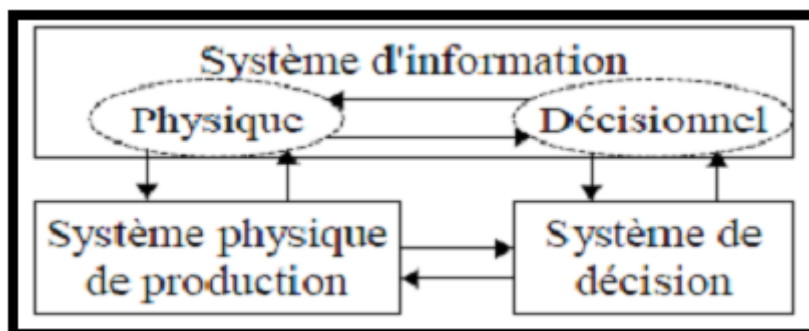 Système d'information
Physique
Décisionnel
Système physique
de production
Système de
décision